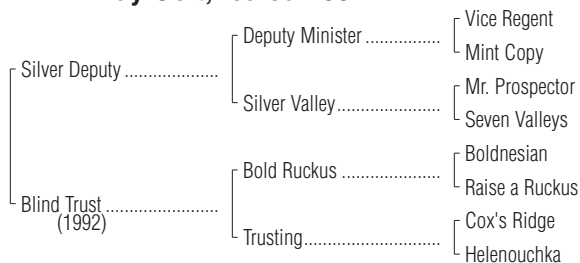 Vice Regent
Deputy Minister ................
Mint Copy
Silver Deputy ....................
Mr. Prospector
Silver Valley......................
Seven Valleys
Boldnesian
Bold Ruckus .....................
Raise a Ruckus
Blind Trust ........................
(1992)
Cox's Ridge
Trusting.............................
Helenouchka